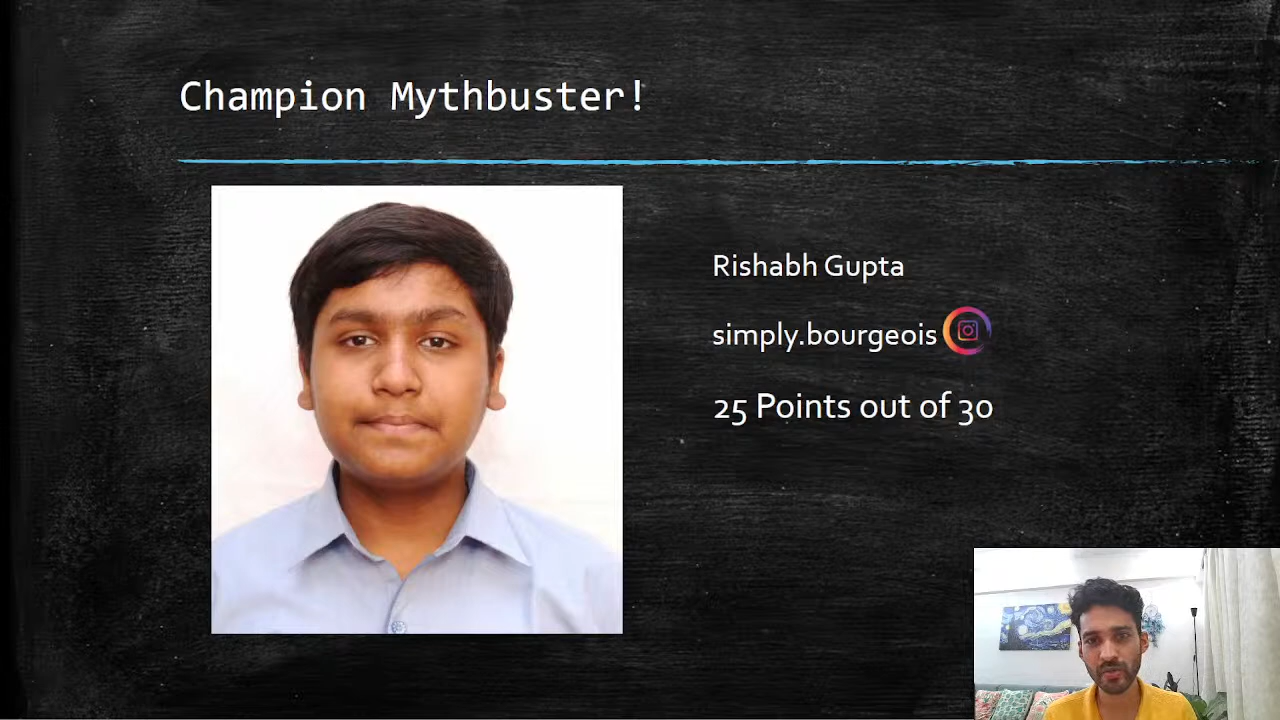 Champion Mythbuster!
Rishabh Gupta
simply.bourgeois
25 Points out of 30